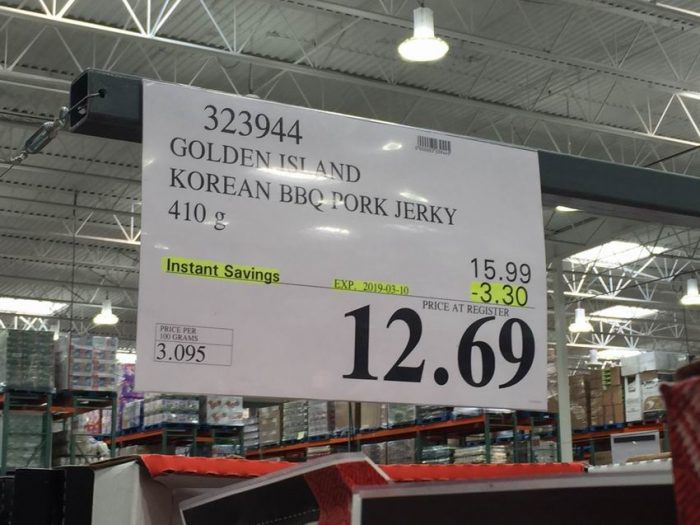 323944
GOLDEN ISLAND
KOREAN BBQ PORK JERKY
410 g
15.99
Instant Savings EXP. 2019-03-10 -3.30
PRICE AT REGISTER
12.69
PRICE PER
100 GRAMS
3.095